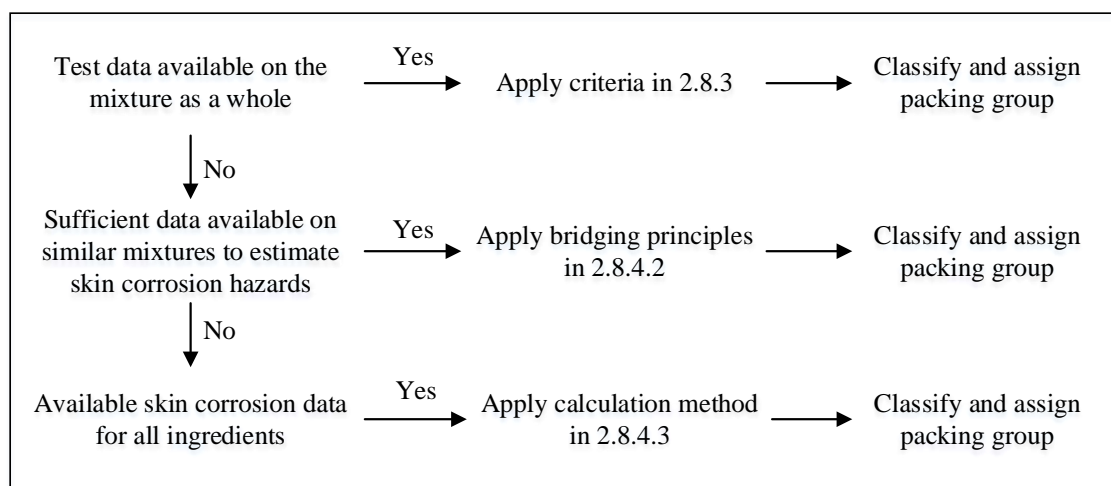 Test data available on the
mixture as a whole
Yes
Apply criteria in 2.8.3
Classify and assign
packing group
No
Sufficient data available on
similar mixtures to estimate
skin corrosion hazards
Yes
Apply bridging principles
in 2.8.4.2
Classify and assign
packing group
No
Available skin corrosion data
for all ingredients
Yes
Apply calculation method
in 2.8.4.3
Classify and assign
packing group